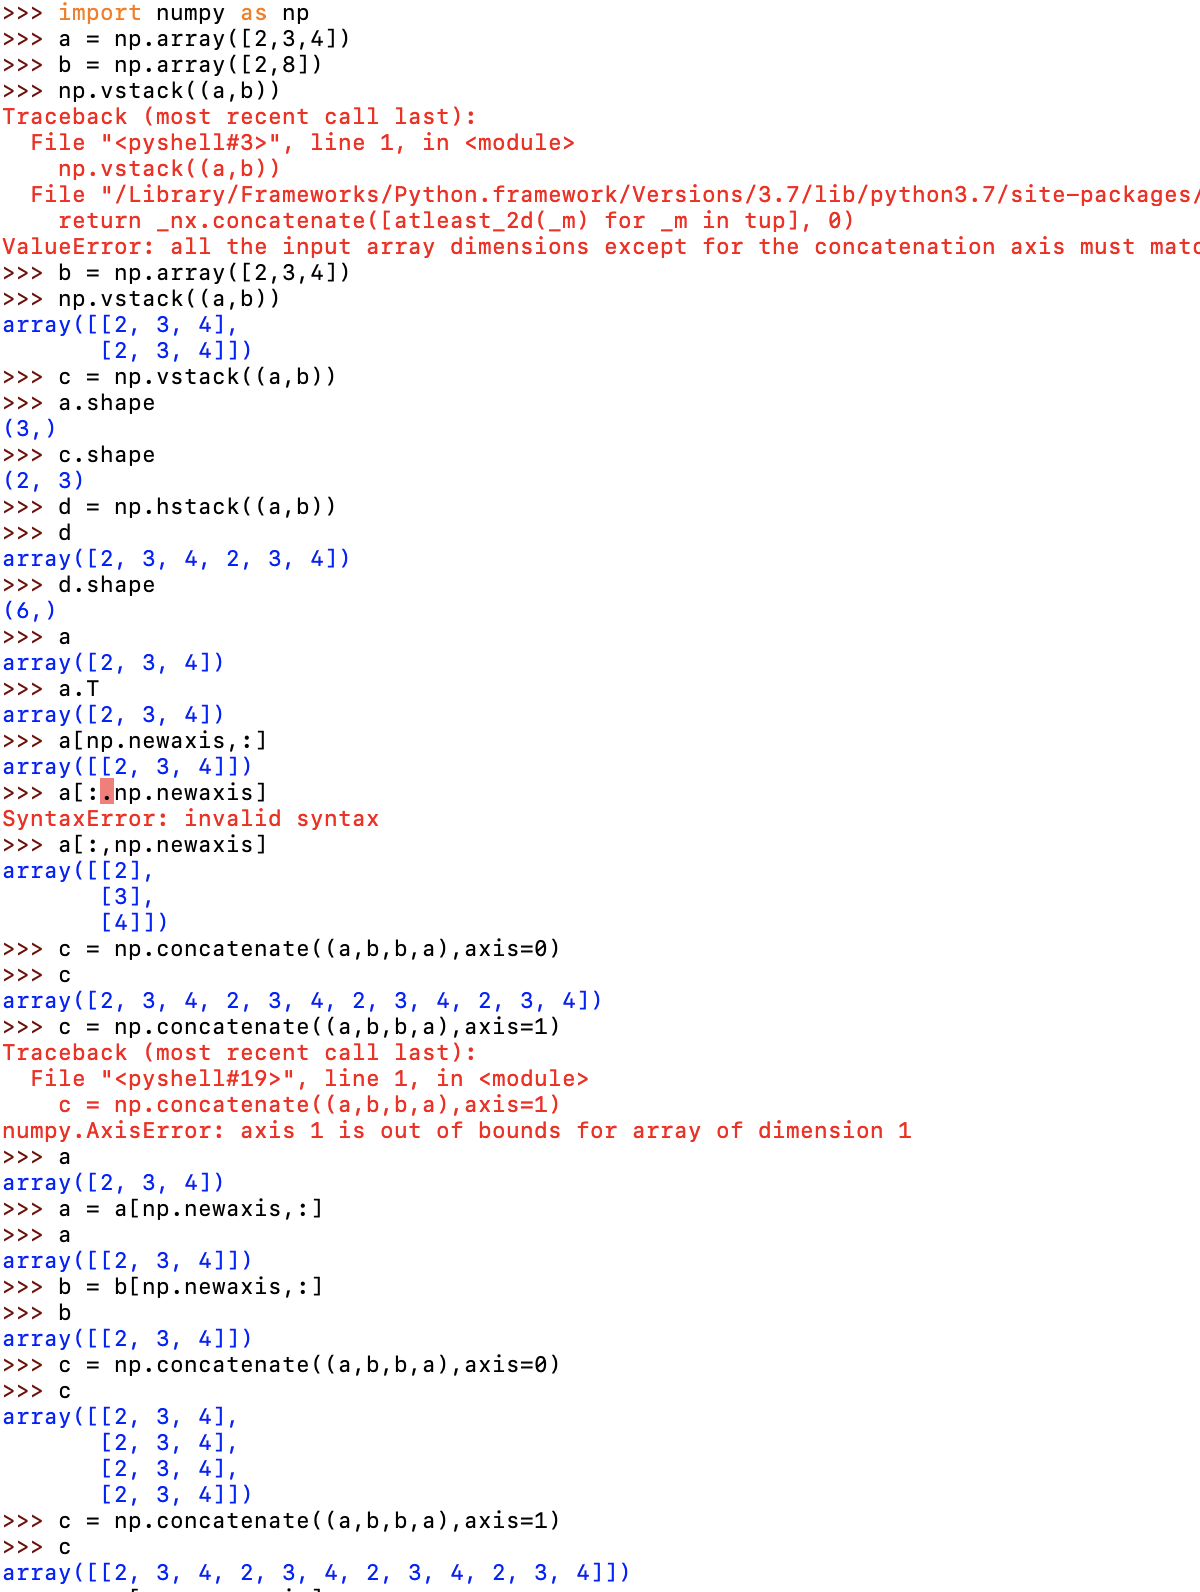 >>> import numpy as np
>>> a = np.array([2,3,4])
>>> b = np.array([2,8])
>>> np.vstack((a,b))
Traceback (most recent call last):
  File "<pyshell#3>", line 1, in <module>
    np.vstack((a,b))
  File "/Library/Frameworks/Python.framework/Versions/3.7/lib/python3.7/site-packages/
    return _nx.concatenate([atleast_2d(_m) for _m in tup], 0)
ValueError: all the input array dimensions except for the concatenation axis must matc
>>> b = np.array([2,3,4])
>>> np.vstack((a,b))
array([[2, 3, 4],
       [2, 3, 4]])
>>> c = np.vstack((a,b))
>>> a.shape
(3,)
>>> c.shape
(2, 3)
>>> d = np.hstack((a,b))
>>> d
array([2, 3, 4, 2, 3, 4])
>>> d.shape
(6,)
>>> a
array([2, 3, 4])
>>> a.T
array([2, 3, 4])
>>> a[np.newaxis,:]
array([[2, 3, 4]])
>>> a[:.np.newaxis]
SyntaxError: invalid syntax
>>> a[:,np.newaxis]
array([[2],
       [3],
       [4]])
>>> c = np.concatenate((a,b,b,a),axis=0)
>>> c
array([2, 3, 4, 2, 3, 4, 2, 3, 4, 2, 3, 4])
>>> c = np.concatenate((a,b,b,a),axis=1)
Traceback (most recent call last):
  File "<pyshell#19>", line 1, in <module>
    c = np.concatenate((a,b,b,a),axis=1)
numpy.AxisError: axis 1 is out of bounds for array of dimension 1
>>> a
array([2, 3, 4])
>>> a = a[np.newaxis,:]
>>> a
array([[2, 3, 4]])
>>> b = b[np.newaxis,:]
>>> b
array([[2, 3, 4]])
>>> c = np.concatenate((a,b,b,a),axis=0)
>>> c
array([[2, 3, 4],
       [2, 3, 4],
       [2, 3, 4],
       [2, 3, 4]])
>>> c = np.concatenate((a,b,b,a),axis=1)
>>> c
array([[2, 3, 4, 2, 3, 4, 2, 3, 4, 2, 3, 4]])